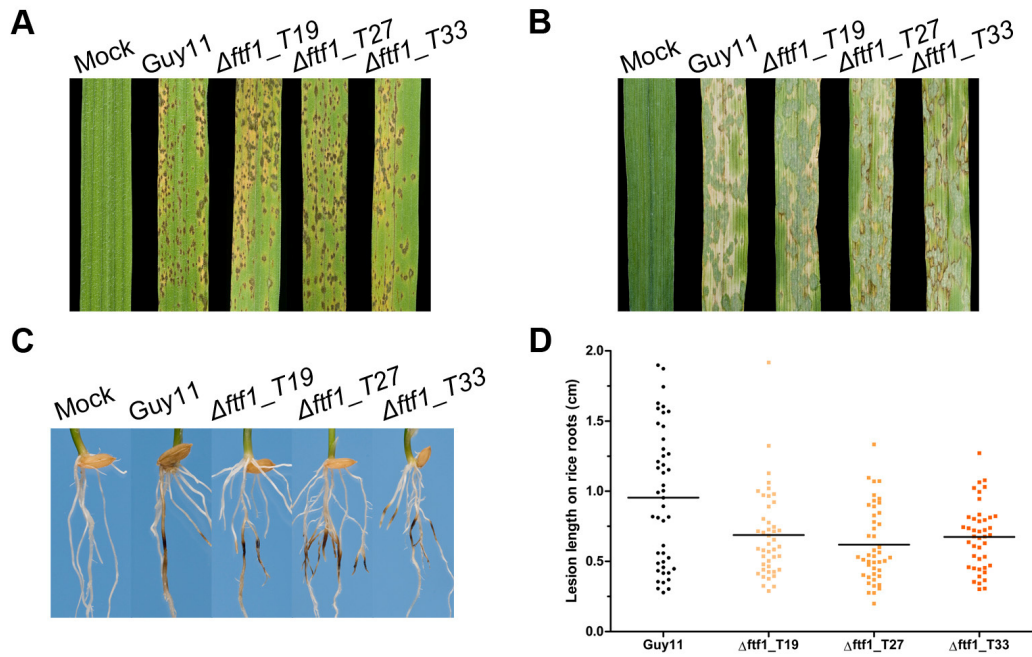 A
Mock Guy11 Δftf1_T19 Δftf1_T27 Δftf1_T33
B
Mock Guy11 Δftf1_T19 Δftf1_T27 Δftf1_T33
C
Mock Guy11 Δftf1_T19 Δftf1_T27 Δftf1_T33
D
Lesion length on rice roots (cm)
2.0
1.5
1.0
0.5
0.0
Guy11 Δftf1_T19 Δftf1_T27 Δftf1_T33